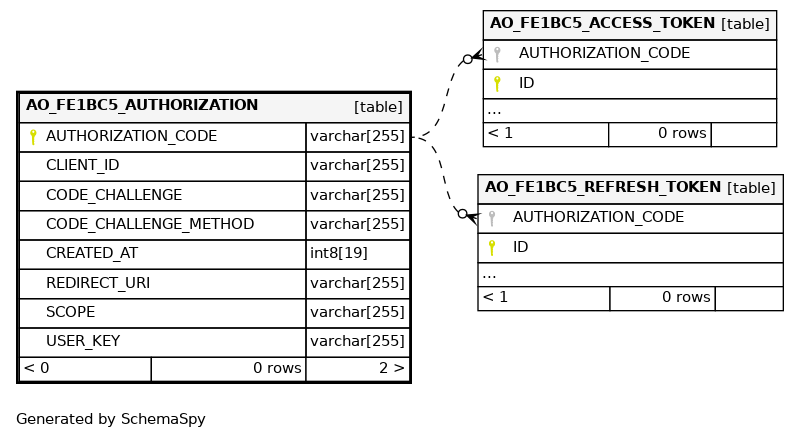 AO_FE1BC5_AUTHORIZATION [table]
AUTHORIZATION_CODE varchar[255]
CLIENT_ID varchar[255]
CODE_CHALLENGE varchar[255]
CODE_CHALLENGE_METHOD varchar[255]
CREATED_AT int8[19]
REDIRECT_URI varchar[255]
SCOPE varchar[255]
USER_KEY varchar[255]
< 0 0 rows 2 >
AO_FE1BC5_ACCESS_TOKEN [table]
AUTHORIZATION_CODE
ID
...
< 1 0 rows
AO_FE1BC5_REFRESH_TOKEN [table]
AUTHORIZATION_CODE
ID
...
< 1 0 rows
Generated by SchemaSpy